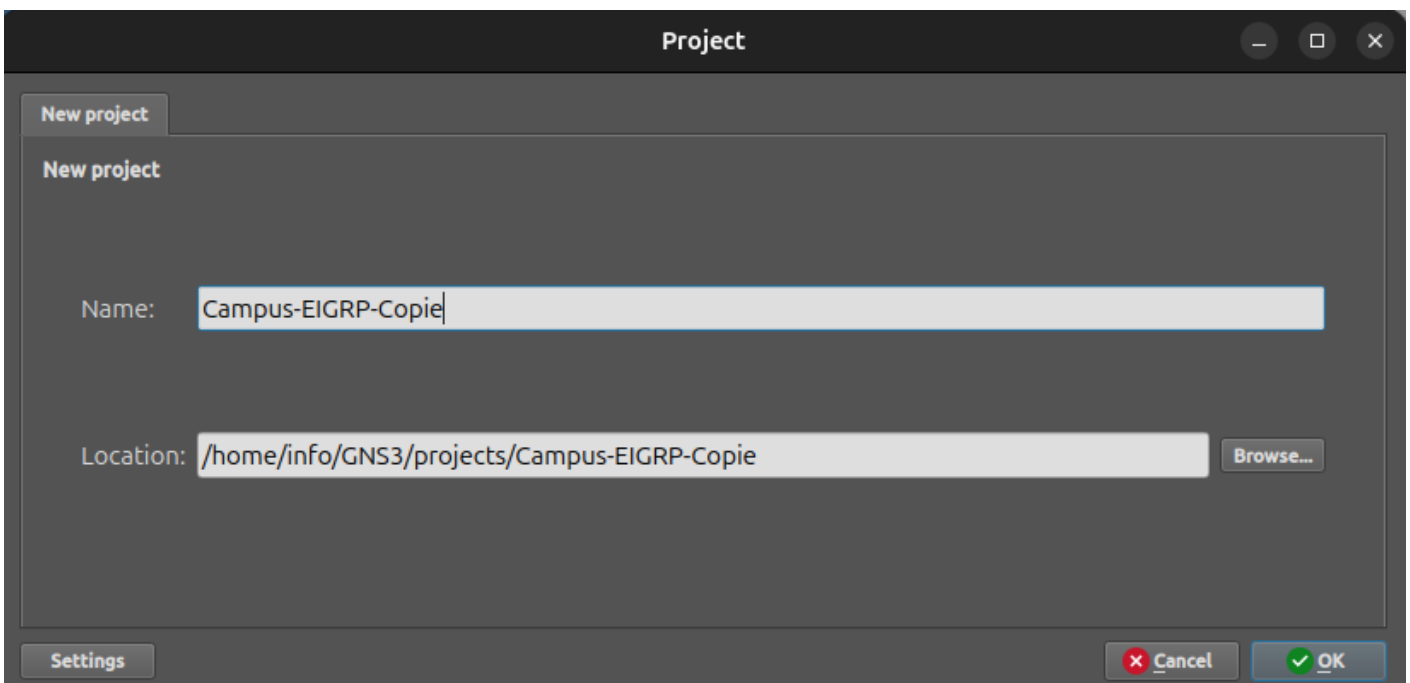 Project
New project
New project
Name: Campus-EIGRP-Copie
Location: /home/info/GNS3/projects/Campus-EIGRP-Copie Browse...
Settings Cancel OK